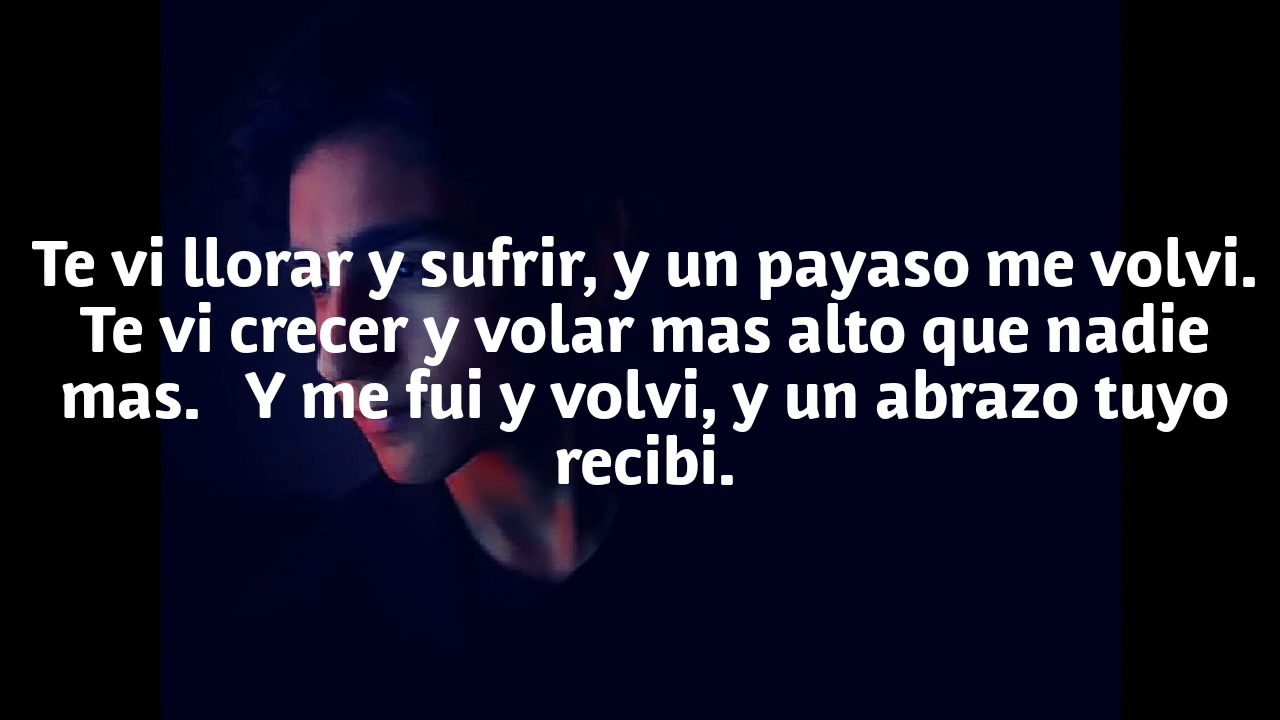 Te vi llorar y sufrir, y un payaso me volvi.
Te vi crecer y volar mas alto que nadie
mas.   Y me fui y volvi, y un abrazo tuyo
recibi.